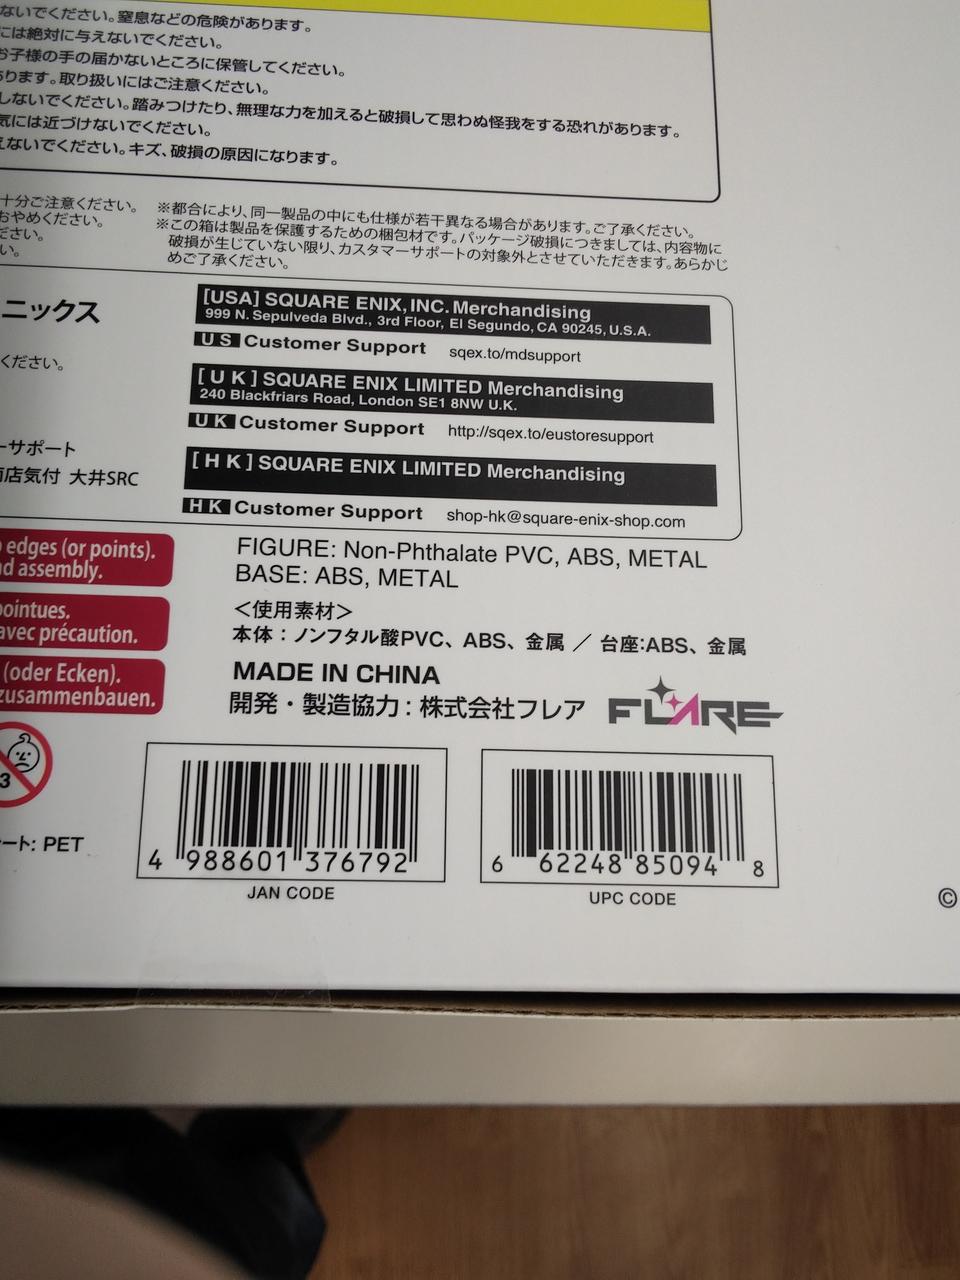 ないでください。窒息などの危険があります。
には絶対に与えないでください。
お子様の手の届かないところに保管してください。
あります。取り扱いにはご注意ください。
しないでください。踏みつけたり、無理な力を加えると破損して思わぬ怪我をする恐れがあります。
気には近づけないでください。
えないでください。キズ、破損の原因になります。
十分ご注意ください。
おやめください。
ださい。
い。
※都合により、同一製品の中にも仕様が若干異なる場合があります。ご了承ください。
※この箱は製品を保護するための梱包材です。パッケージ破損につきましては、内容物に
破損が生じていない限り、カスタマーサポートの対象外とさせていただきます。あらかじ
めご了承ください。
ニックス
ください。
ーサポート
店気付 大井SRC
[USA] SQUARE ENIX, INC. Merchandising
999 N. Sepulveda Blvd., 3rd Floor, El Segundo, CA 90245, U.S.A.
US Customer Support sqex.to/mdsupport
[UK] SQUARE ENIX LIMITED Merchandising
240 Blackfriars Road, London SE1 8NW U.K.
UK Customer Support http://sqex.to/eustoresupport
[HK] SQUARE ENIX LIMITED Merchandising
HK Customer Support shop-hk@square-enix-shop.com
edges (or points).
d assembly.
pointues.
avec précaution.
(oder Ecken).
zusammenbauen.
3
ート: PET
FIGURE: Non-Phthalate PVC, ABS, METAL
BASE: ABS, METAL
＜使用素材＞
本体：ノンフタル酸PVC、ABS、金属 ／ 台座:ABS、金属
MADE IN CHINA
開発・製造協力：株式会社フレア FLARE
4 988601 376792
JAN CODE
6 62248 85094 8
UPC CODE
©